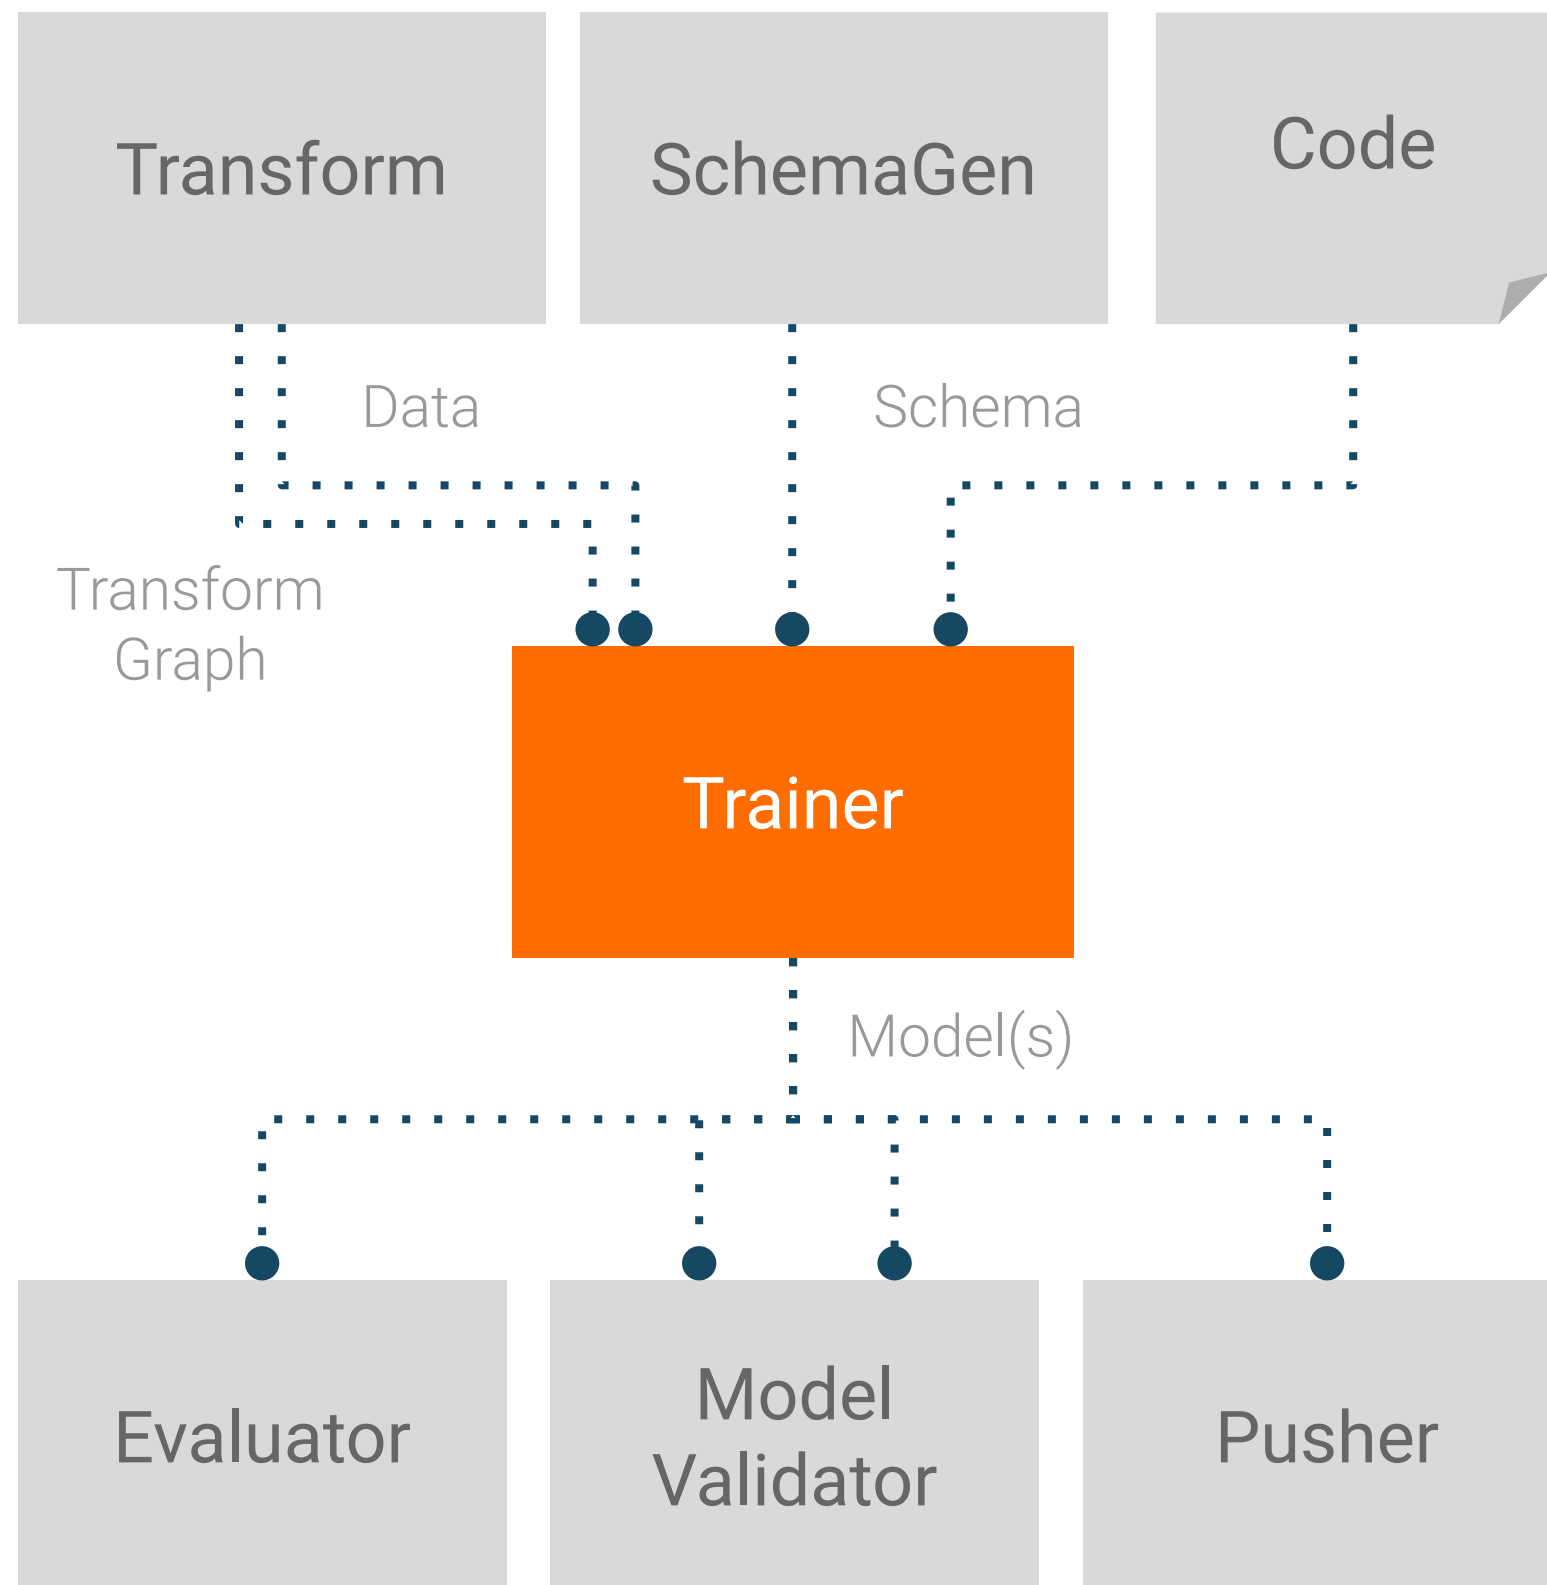 Transform
SchemaGen
Code
Data
Schema
Transform
Graph
Trainer
Model(s)
Evaluator
Model
Validator
Pusher